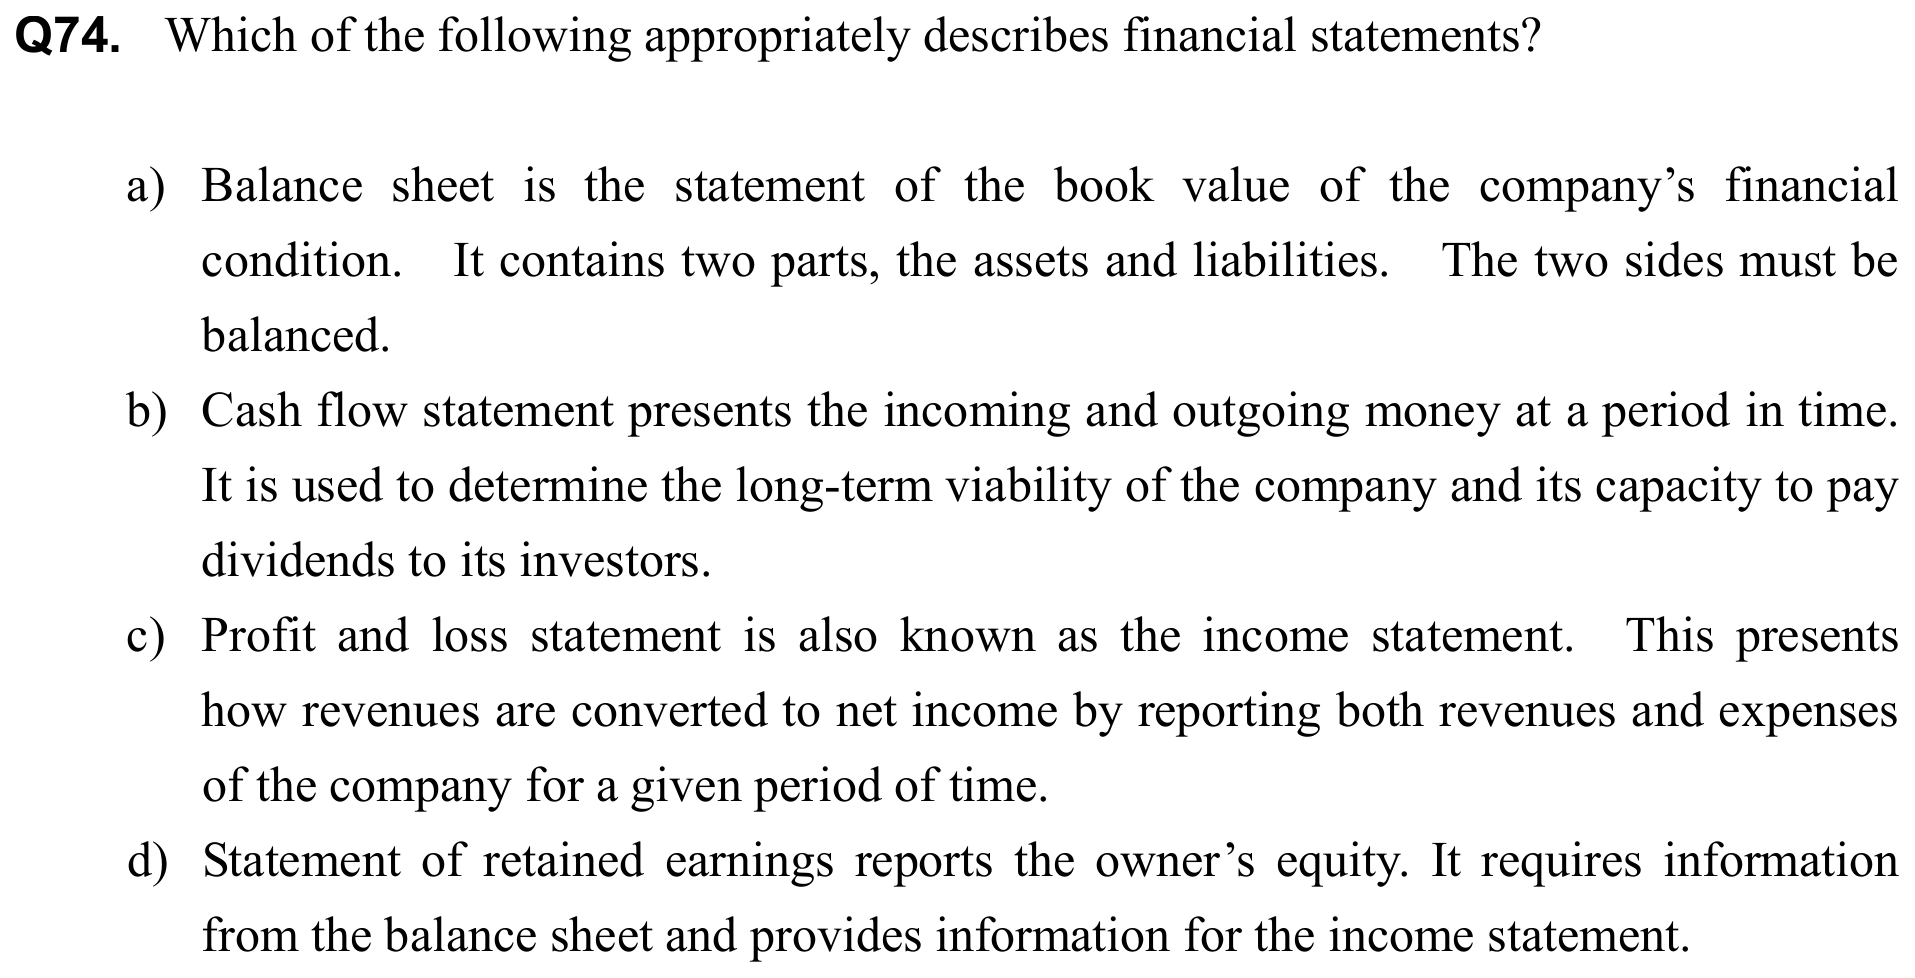 Q74. Which of the following appropriately describes financial statements?
a) Balance sheet is the statement of the book value of the company’s financial
condition. It contains two parts, the assets and liabilities. The two sides must be
balanced.
b) Cash flow statement presents the incoming and outgoing money at a period in time.
It is used to determine the long-term viability of the company and its capacity to pay
dividends to its investors.
c) Profit and loss statement is also known as the income statement. This presents
how revenues are converted to net income by reporting both revenues and expenses
of the company for a given period of time.
d) Statement of retained earnings reports the owner’s equity. It requires information
from the balance sheet and provides information for the income statement.